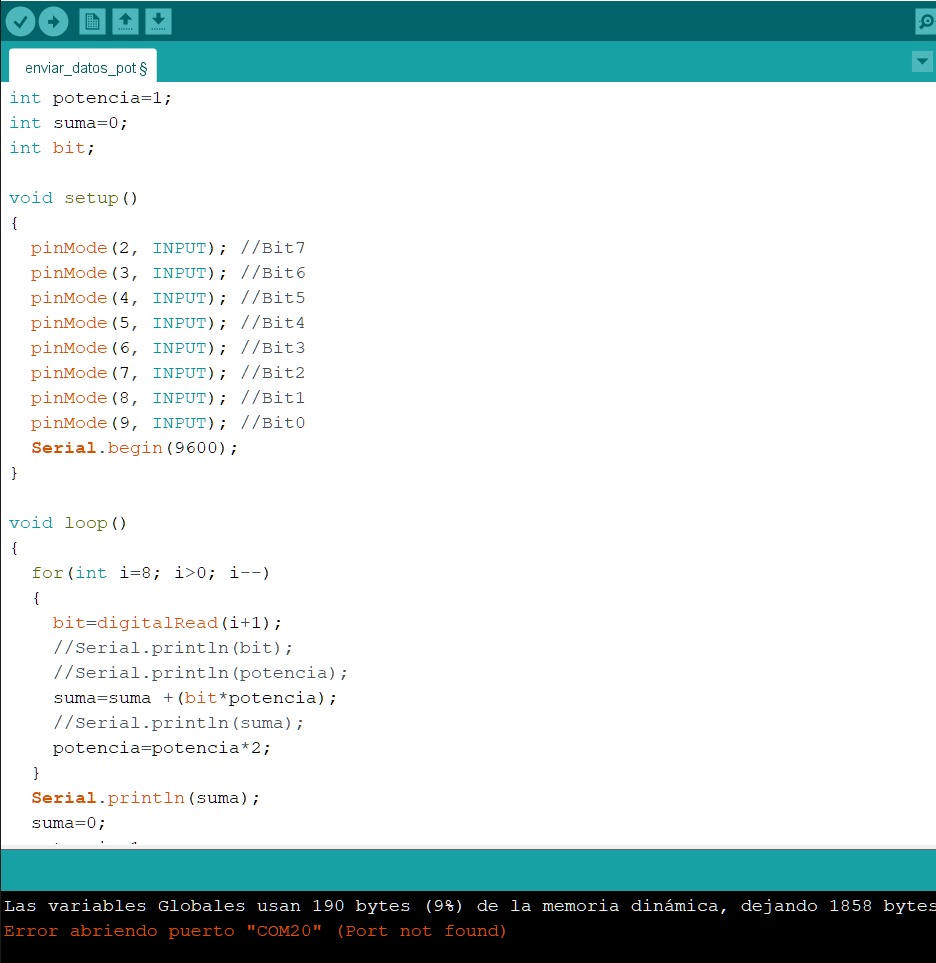 enviar_datos_pot §
int potencia=1;
int suma=0;
int bit;
void setup()
{
  pinMode(2, INPUT); //Bit7
  pinMode(3, INPUT); //Bit6
  pinMode(4, INPUT); //Bit5
  pinMode(5, INPUT); //Bit4
  pinMode(6, INPUT); //Bit3
  pinMode(7, INPUT); //Bit2
  pinMode(8, INPUT); //Bit1
  pinMode(9, INPUT); //Bit0
  Serial.begin(9600);
}
void loop()
{
  for(int i=8; i>0; i--)
  {
    bit=digitalRead(i+1);
    //Serial.println(bit);
    //Serial.println(potencia);
    suma=suma +(bit*potencia);
    //Serial.println(suma);
    potencia=potencia*2;
  }
  Serial.println(suma);
  suma=0;
Las variables Globales usan 190 bytes (9%) de la memoria dinámica, dejando 1858 bytes
Error abriendo puerto "COM20" (Port not found)